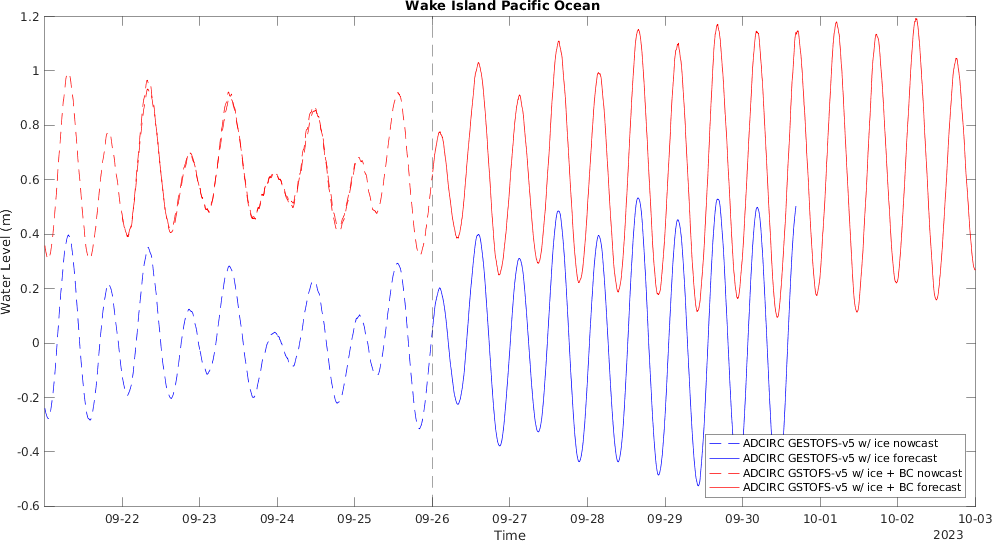 Wake Island Pacific Ocean
1.2
1
0.8
0.6
0.4
0.2
0
-0.2
-0.4
-0.6
Water Level (m)
ADCIRC GESTOFS-v5 w/ ice nowcast
ADCIRC GESTOFS-v5 w/ ice forecast
ADCIRC GSTOFS-v5 w/ ice + BC nowcast
ADCIRC GSTOFS-v5 w/ ice + BC forecast
09-22 09-23 09-24 09-25 09-26 09-27 09-28 09-29 09-30 10-01 10-02 10-03
Time
2023